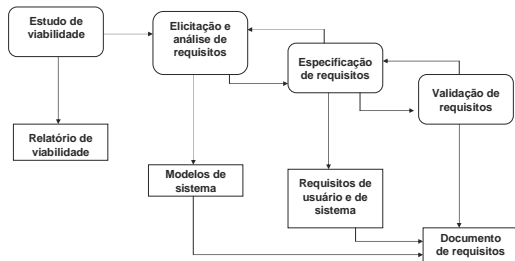 Estudo de
viabilidade
Elicitação e
análise de
requisitos
Especificação
de requisitos
Validação de
requisitos
Relatório de
viabilidade
Modelos de
sistema
Requisitos de
usuário e de
sistema
Documento
de requisitos